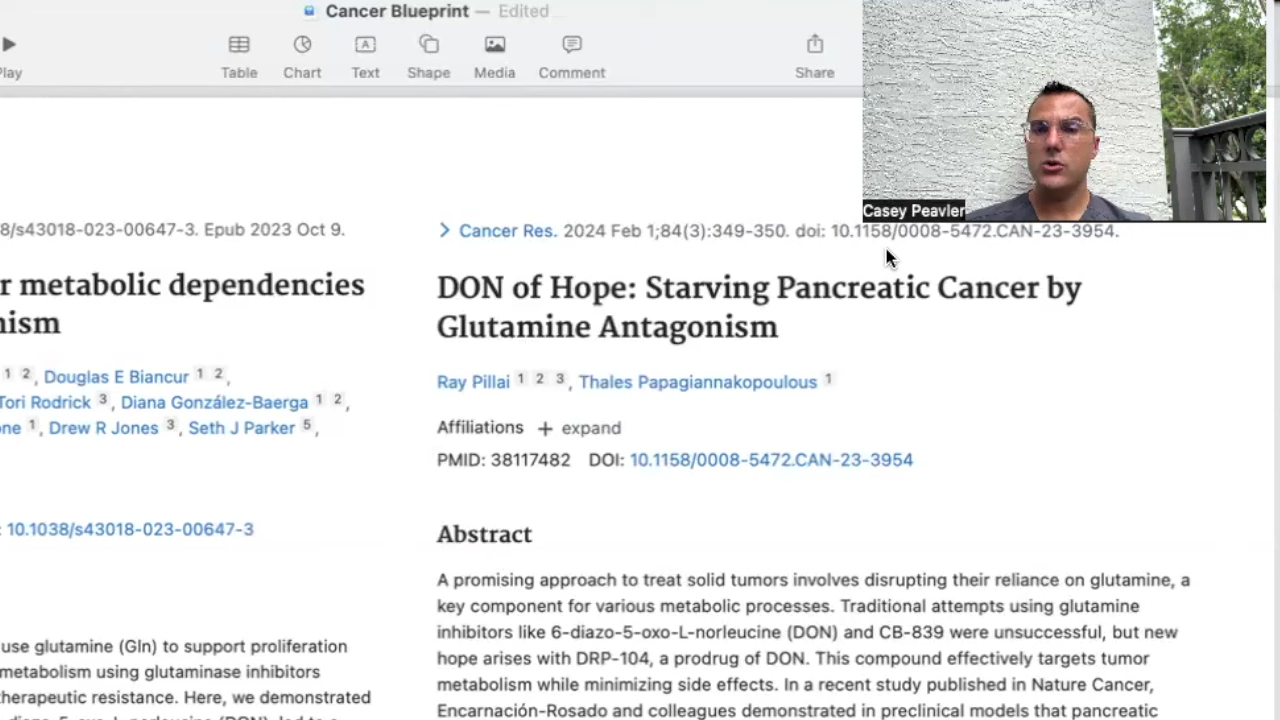 Cancer Blueprint — Edited
Play
Table
Chart
Text
Shape
Media
Comment
Share
Casey Peavler
8/s43018-023-00647-3. Epub 2023 Oct 9.
r metabolic dependencies
nism
1 2, Douglas E Biancur 1 2,
Tori Rodrick 3, Diana González-Baerga 1 2,
one 1, Drew R Jones 3, Seth J Parker 5,
: 10.1038/s43018-023-00647-3
use glutamine (Gln) to support proliferation
metabolism using glutaminase inhibitors
therapeutic resistance. Here, we demonstrated
> Cancer Res. 2024 Feb 1;84(3):349-350. doi: 10.1158/0008-5472.CAN-23-3954.
DON of Hope: Starving Pancreatic Cancer by
Glutamine Antagonism
Ray Pillai 1 2 3, Thales Papagiannakopoulous 1
Affiliations + expand
PMID: 38117482 DOI: 10.1158/0008-5472.CAN-23-3954
Abstract
A promising approach to treat solid tumors involves disrupting their reliance on glutamine, a
key component for various metabolic processes. Traditional attempts using glutamine
inhibitors like 6-diazo-5-oxo-L-norleucine (DON) and CB-839 were unsuccessful, but new
hope arises with DRP-104, a prodrug of DON. This compound effectively targets tumor
metabolism while minimizing side effects. In a recent study published in Nature Cancer,
Encarnación-Rosado and colleagues demonstrated in preclinical models that pancreatic